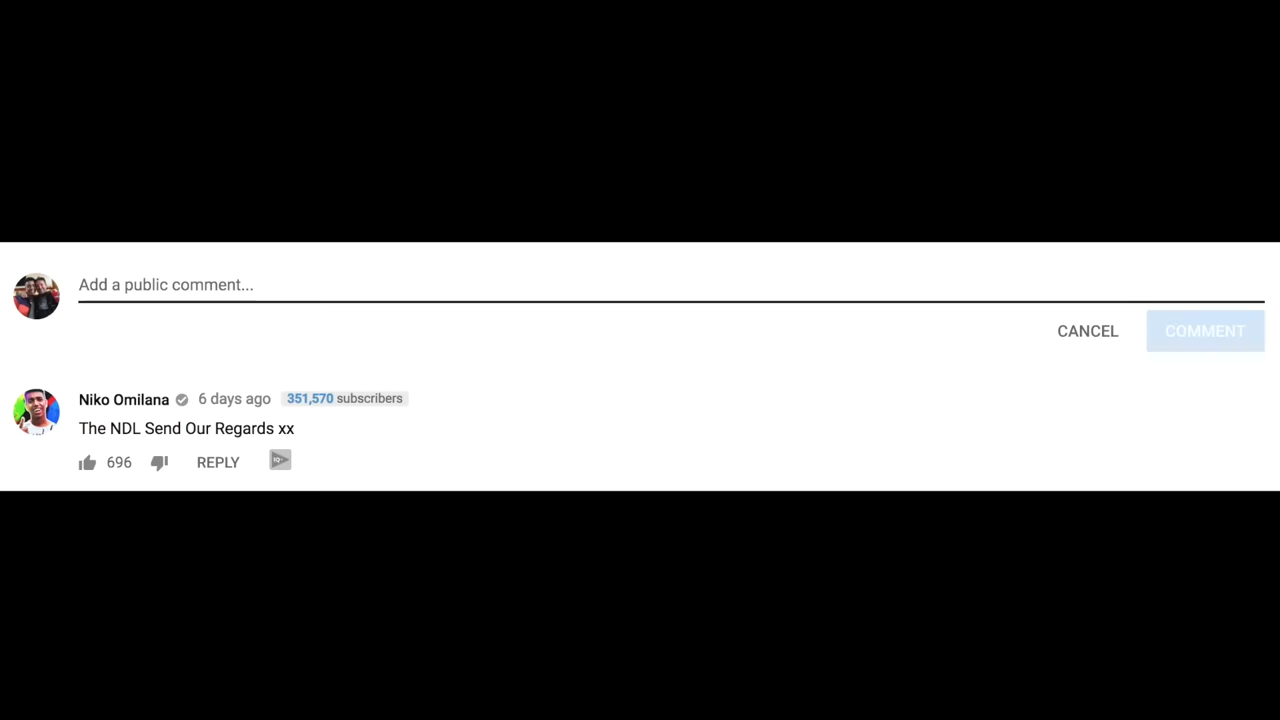 Add a public comment...
CANCEL COMMENT
Niko Omilana 6 days ago 351,570 subscribers
The NDL Send Our Regards xx
696 REPLY